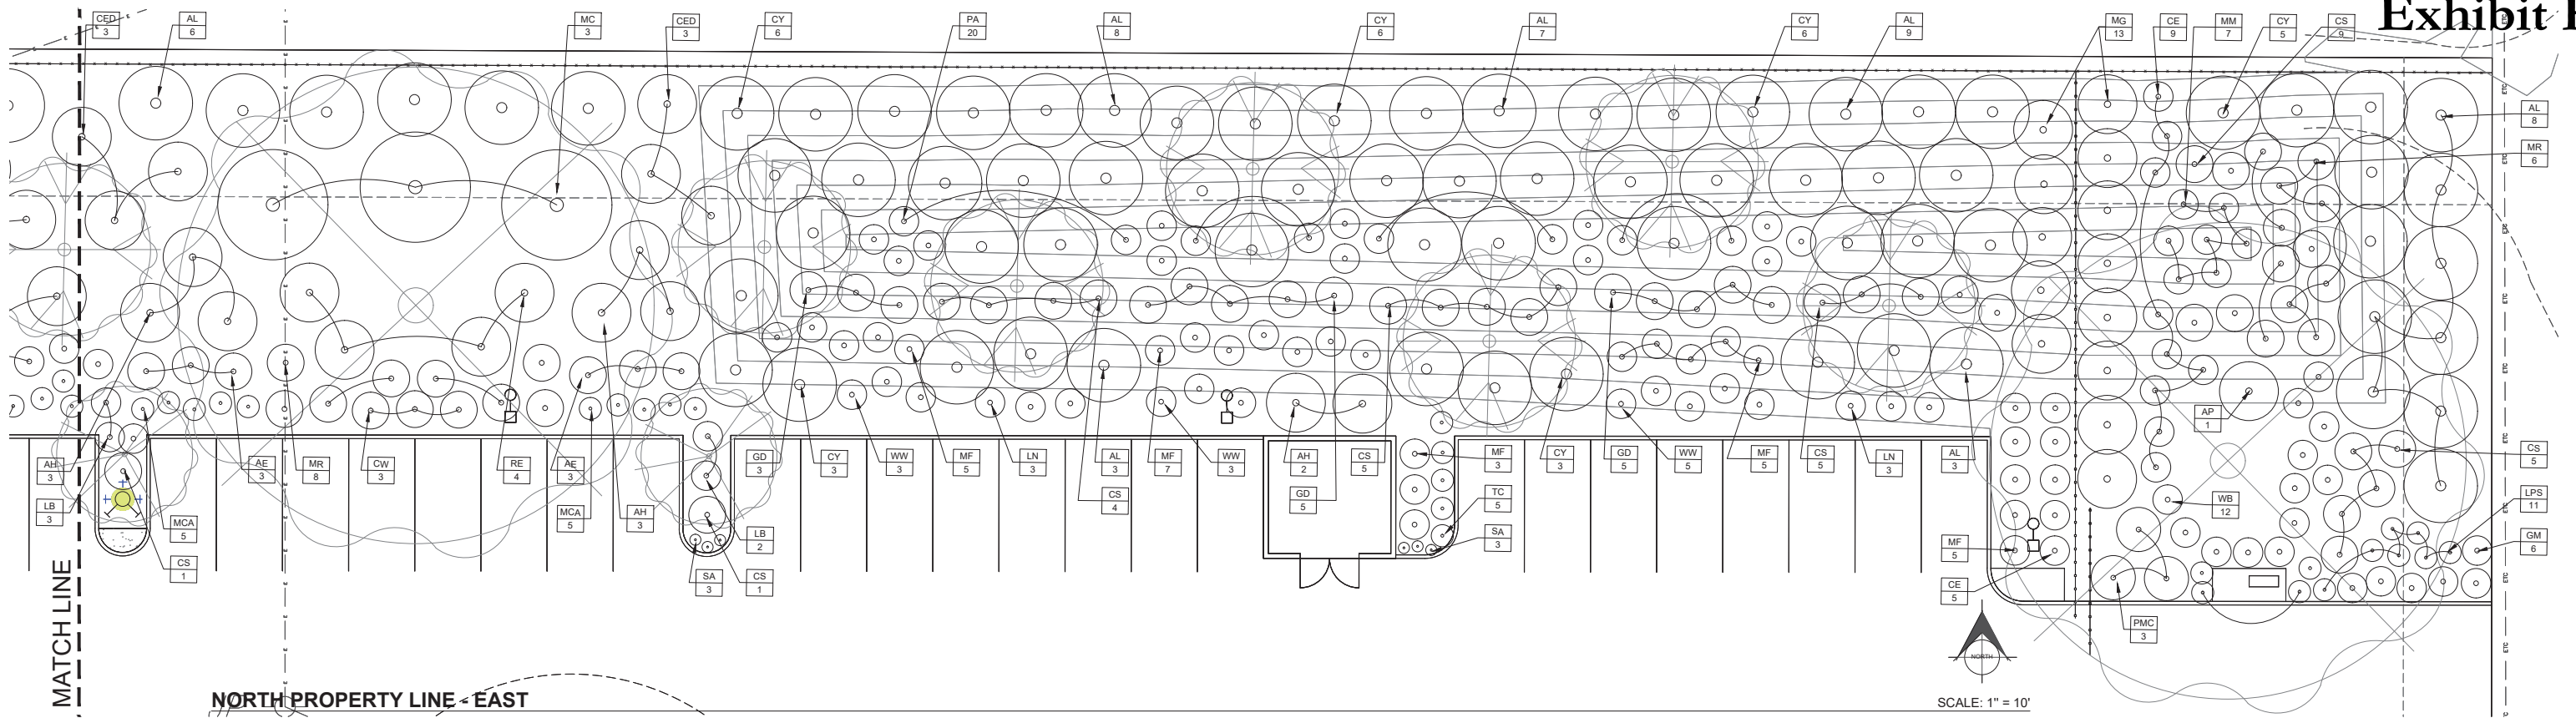 Exhibit
CED 3
AL 6
MC 3
CED 3
CY 6
PA 20
AL 8
CY 6
AL 7
CY 6
AL 9
MG 13
CE 9
MM 7
CY 5
CS 9
AL 8
MR 6
AP 1
CS 5
WB 12
LPS 11
GM 6
AH 3
AE 3
MR 8
CW 3
RE 4
AE 3
GD 3
CY 3
WW 3
MF 5
LN 3
AL 3
CS 4
MF 7
WW 3
AH 2
GD 5
CS 5
MF 3
TC 5
SA 3
CY 3
GD 5
WW 5
MF 5
CS 5
LN 3
AL 3
LB 3
MCA 5
CS 1
MCA 5
AH 3
LB 2
SA 3
CS 1
MF 5
CE 5
PMC 3
NORTH
MATCH LINE
NORTH PROPERTY LINE - EAST
SCALE: 1" = 10'